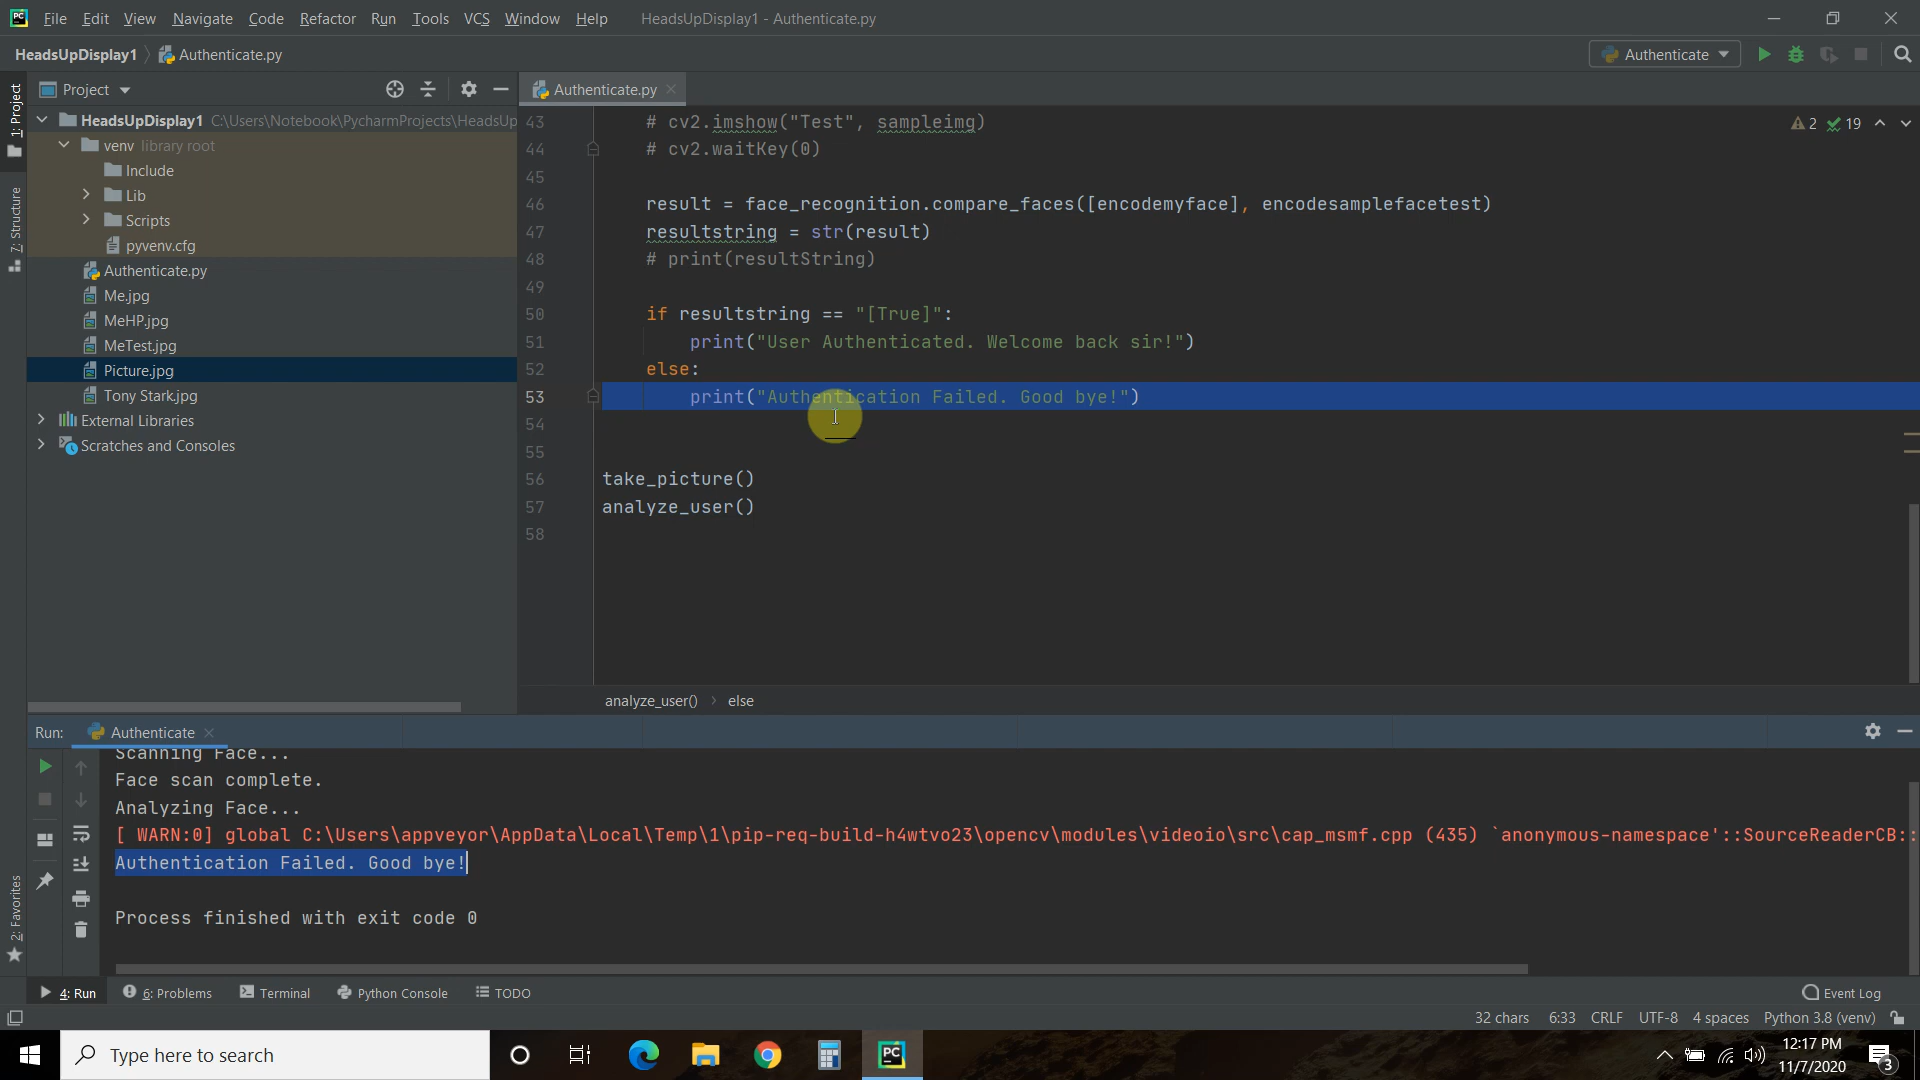 File Edit View Navigate Code Refactor Run Tools VCS Window Help HeadsUpDisplay1 - Authenticate.py
HeadsUpDisplay1 Authenticate.py Authenticate
1: Project
7: Structure
2: Favorites
Project
HeadsUpDisplay1 C:\Users\Notebook\PycharmProjects\HeadsUp
venv library root
Include
Lib
Scripts
pyvenv.cfg
Authenticate.py
Me.jpg
MeHP.jpg
MeTest.jpg
Picture.jpg
Tony Stark.jpg
External Libraries
Scratches and Consoles
Authenticate.py
2 19
43 # cv2.imshow("Test", sampleimg)
44 # cv2.waitKey(0)
45
46 result = face_recognition.compare_faces([encodemyface], encodesamplefacetest)
47 resultstring = str(result)
48 # print(resultString)
49
50 if resultstring == "[True]":
51 print("User Authenticated. Welcome back sir!")
52 else:
53 print("Authentication Failed. Good bye!")
54
55
56 take_picture()
57 analyze_user()
58
analyze_user() else
Run: Authenticate
Scanning Face...
Face scan complete.
Analyzing Face...
[ WARN:0] global C:\Users\appveyor\AppData\Local\Temp\1\pip-req-build-h4wtvo23\opencv\modules\videoio\src\cap_msmf.cpp (435) `anonymous-namespace'::SourceReaderCB::
Authentication Failed. Good bye!
Process finished with exit code 0
4: Run 6: Problems Terminal Python Console TODO Event Log
32 chars 6:33 CRLF UTF-8 4 spaces Python 3.8 (venv)
Type here to search
PC
12:17 PM
11/7/2020
3